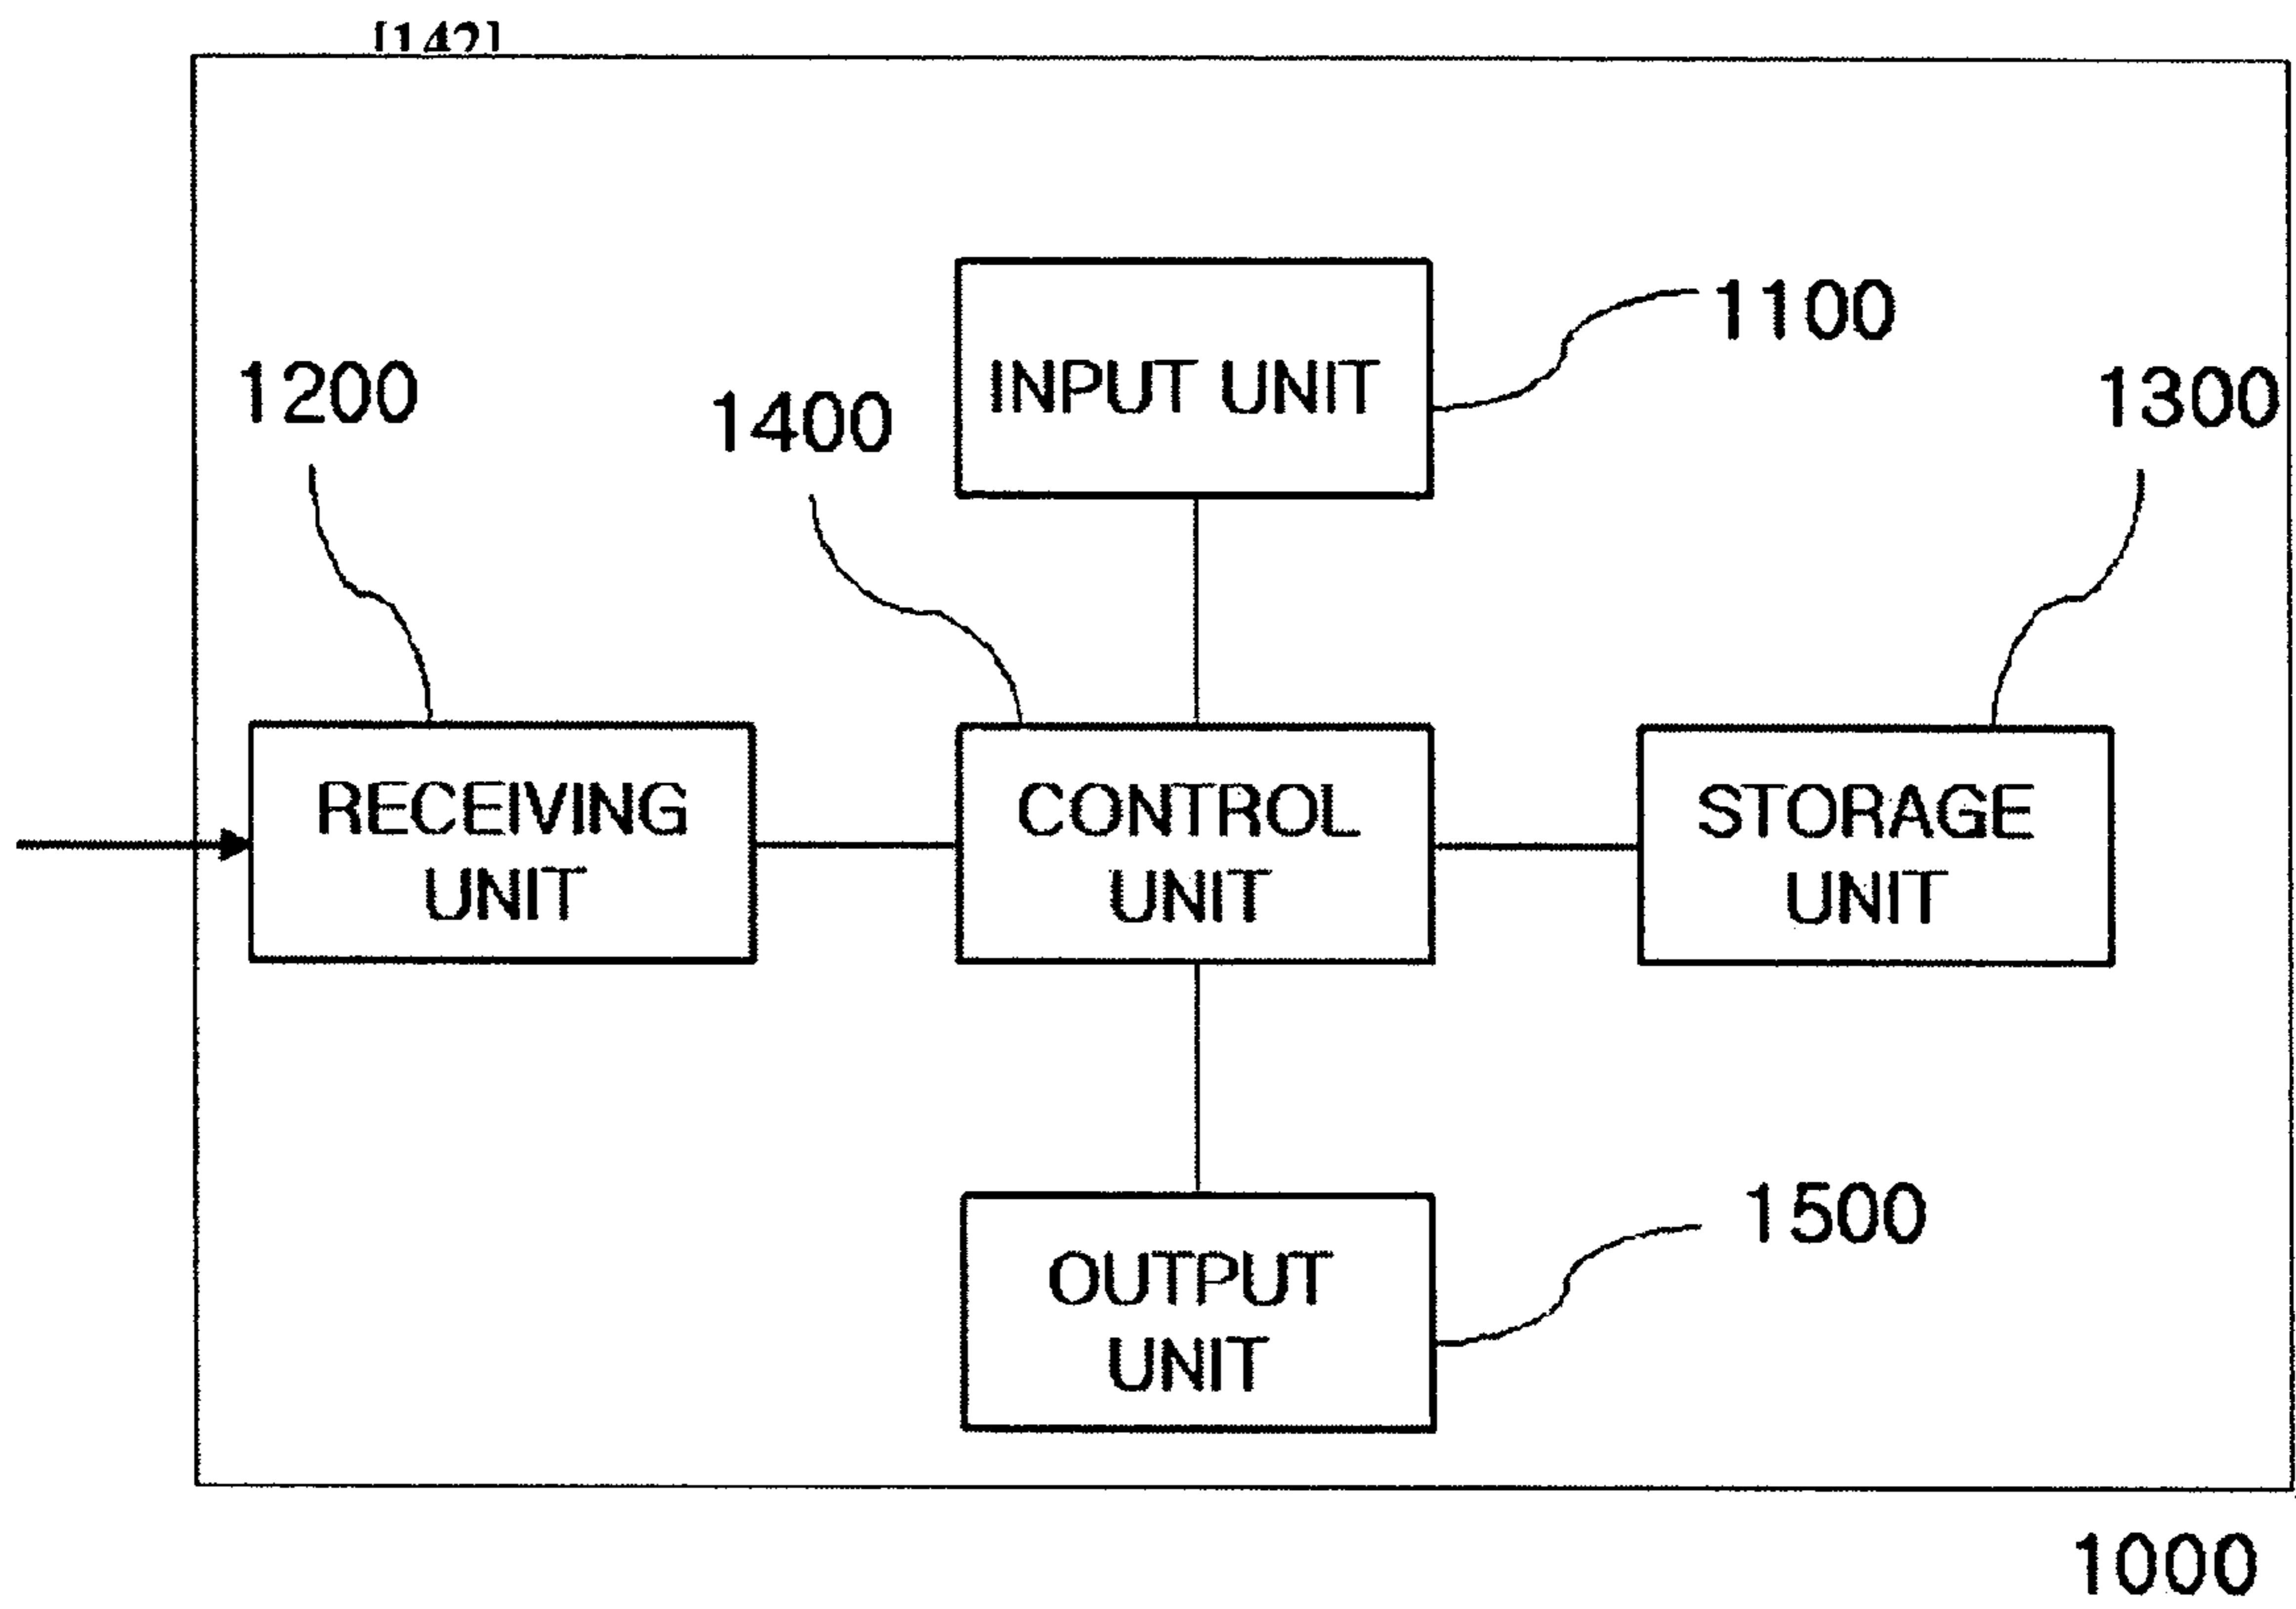 [142]
1100
INPUT UNIT
1200
1400
1300
RECEIVING
UNIT
CONTROL
UNIT
STORAGE
UNIT
1500
OUTPUT
UNIT
1000